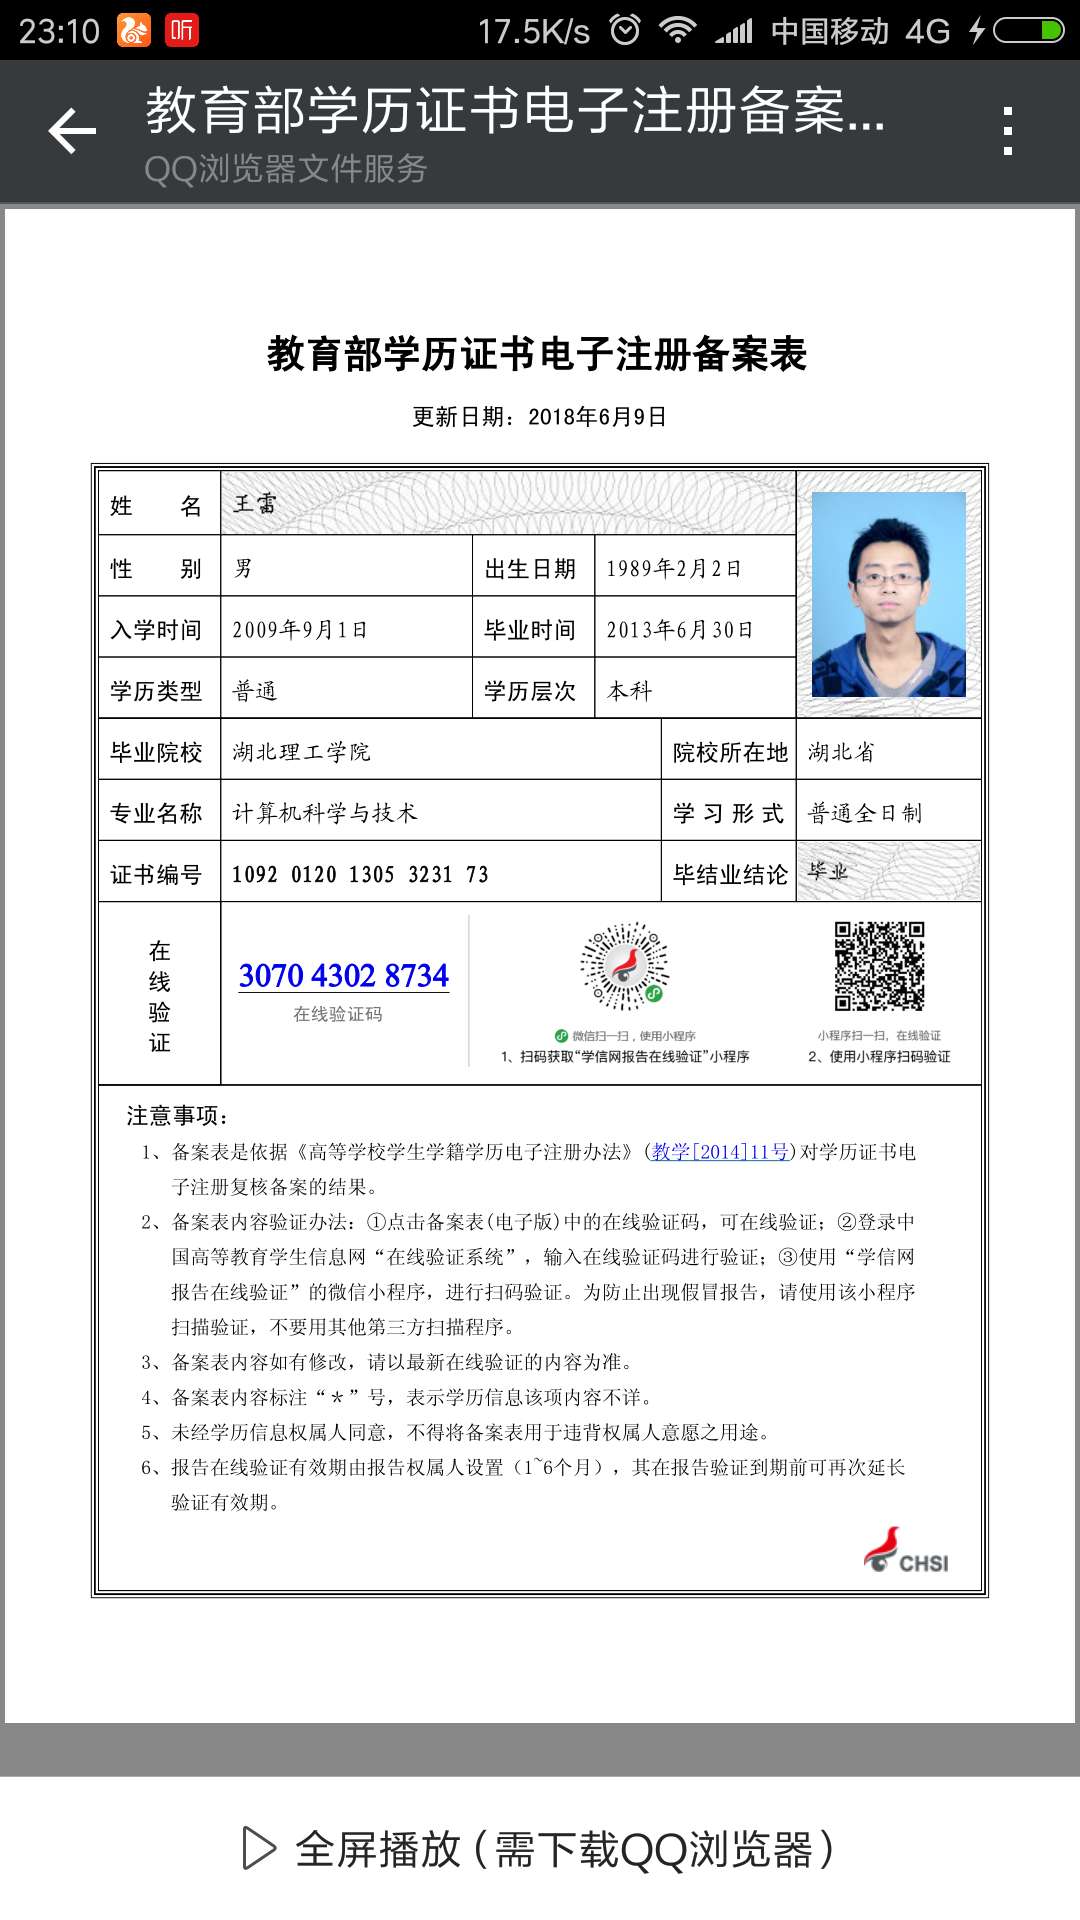 23:10 听 17.5K/s 中国移动 4G
教育部学历证书电子注册备案...
QQ浏览器文件服务
教育部学历证书电子注册备案表
更新日期：2018年6月9日
姓 名 王雷
性 别 男 出生日期 1989年2月2日
入学时间 2009年9月1日 毕业时间 2013年6月30日
学历类型 普通 学历层次 本科
毕业院校 湖北理工学院 院校所在地 湖北省
专业名称 计算机科学与技术 学习形式 普通全日制
证书编号 1092 0120 1305 3231 73 毕结业结论 毕业
在线验证
3070 4302 8734
在线验证码
微信扫一扫，使用小程序
1、扫码获取“学信网报告在线验证”小程序
小程序扫一扫，在线验证
2、使用小程序扫码验证
注意事项：
1、备案表是依据《高等学校学生学籍学历电子注册办法》(教学[2014]11号)对学历证书电
子注册复核备案的结果。
2、备案表内容验证办法：①点击备案表(电子版)中的在线验证码，可在线验证；②登录中
国高等教育学生信息网“在线验证系统”，输入在线验证码进行验证；③使用“学信网
报告在线验证”的微信小程序，进行扫码验证。为防止出现假冒报告，请使用该小程序
扫描验证，不要用其他第三方扫描程序。
3、备案表内容如有修改，请以最新在线验证的内容为准。
4、备案表内容标注“＊”号，表示学历信息该项内容不详。
5、未经学历信息权属人同意，不得将备案表用于违背权属人意愿之用途。
6、报告在线验证有效期由报告权属人设置（1~6个月），其在报告验证到期前可再次延长
验证有效期。
CHSI
全屏播放（需下载QQ浏览器）